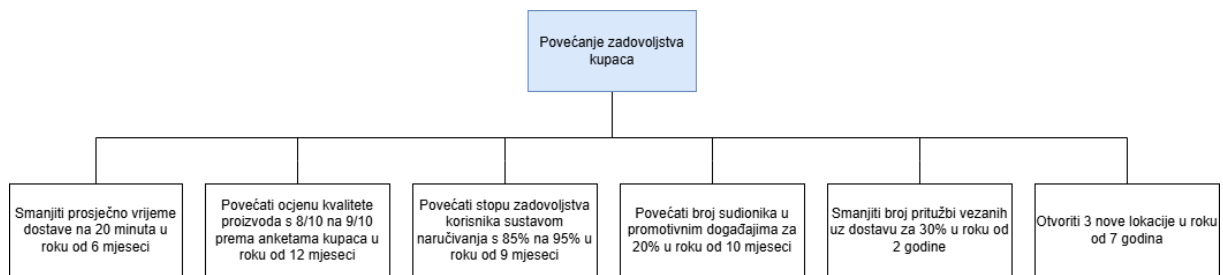 Povećanje zadovoljstva
kupaca
Smanjiti prosječno vrijeme
dostave na 20 minuta u
roku od 6 mjeseci
Povećati ocjenu kvalitete
proizvoda s 8/10 na 9/10
prema anketama kupaca u
roku od 12 mjeseci
Povećati stopu zadovoljstva
korisnika sustavom
naručivanja s 85% na 95% u
roku od 9 mjeseci
Povećati broj sudionika u
promotivnim događajima za
20% u roku od 10 mjeseci
Smanjiti broj pritužbi vezanih
uz dostavu za 30% u roku od
2 godine
Otvoriti 3 nove lokacije u roku
od 7 godina